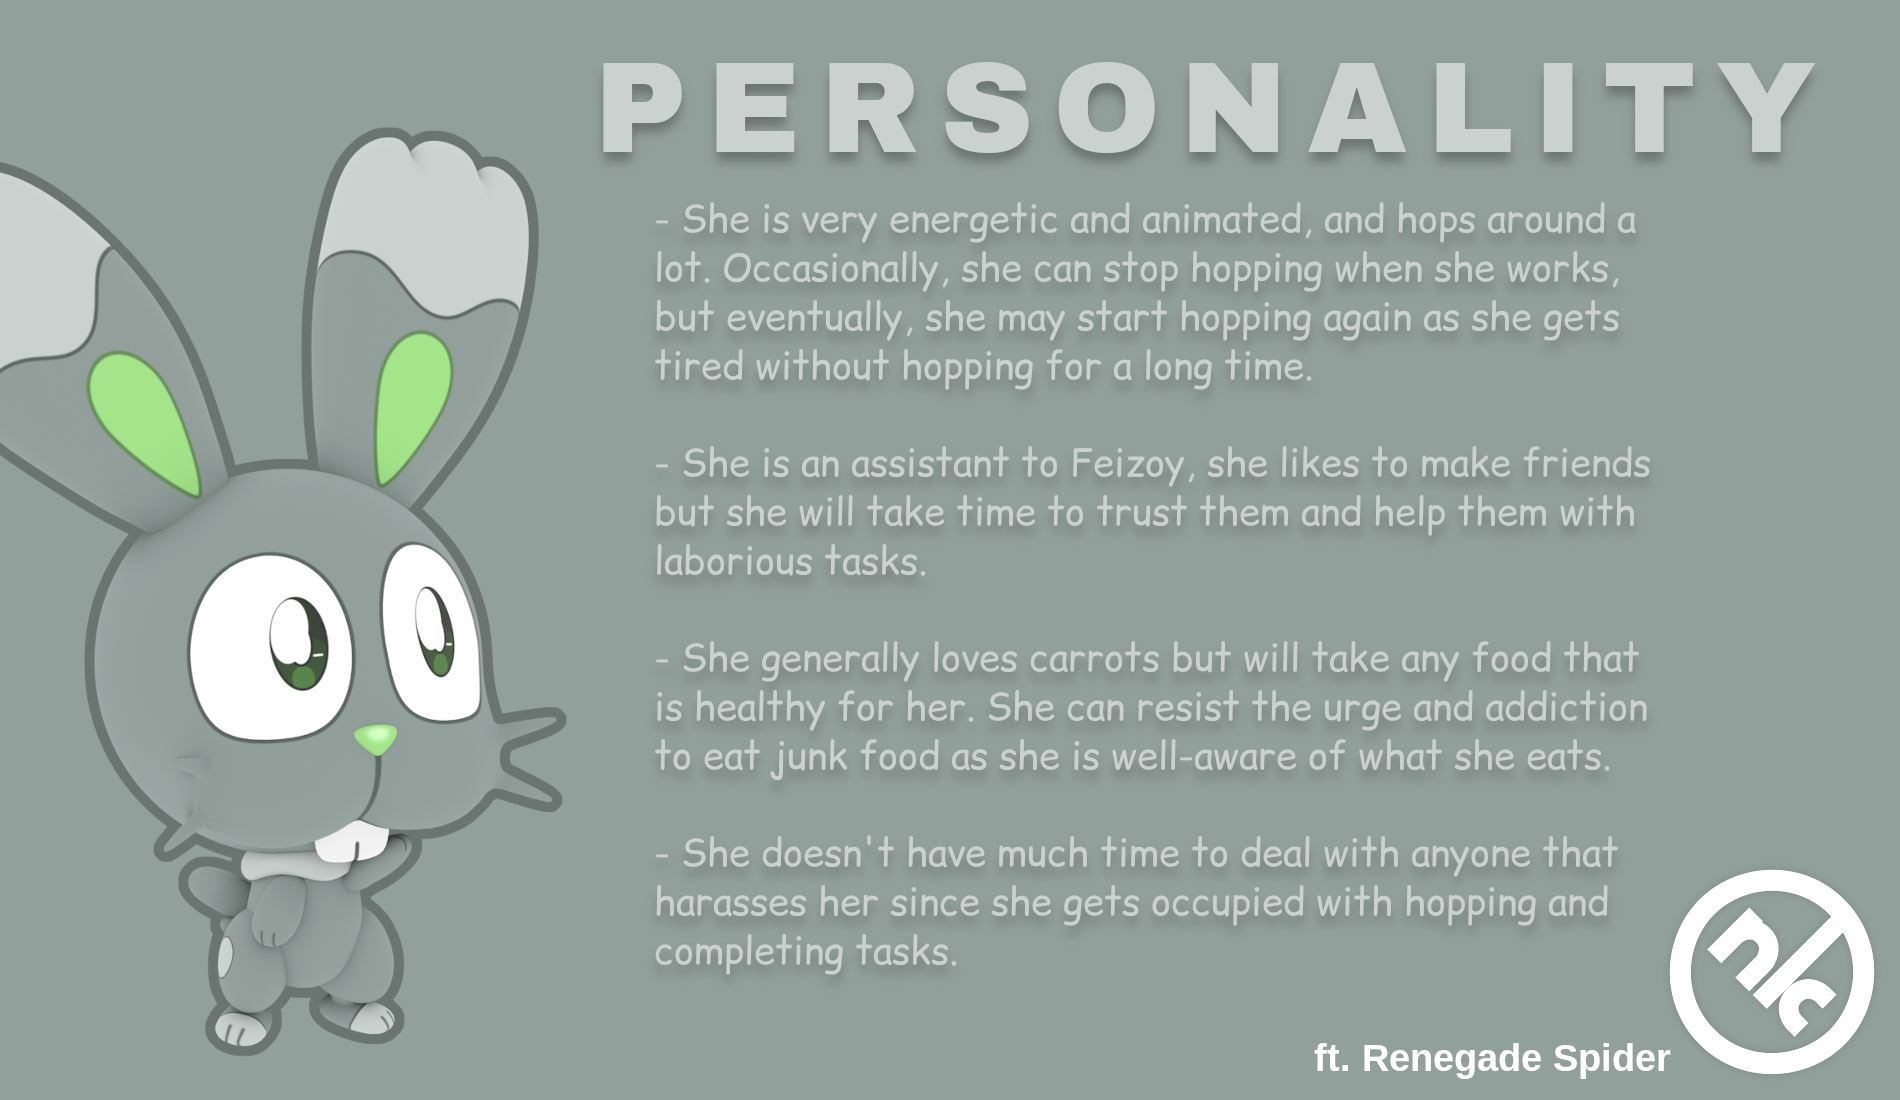 PERSONALITY
- She is very energetic and animated, and hops around a
lot. Occasionally, she can stop hopping when she works,
but eventually, she may start hopping again as she gets
tired without hopping for a long time.
- She is an assistant to Feizoy, she likes to make friends
but she will take time to trust them and help them with
laborious tasks.
- She generally loves carrots but will take any food that
is healthy for her. She can resist the urge and addiction
to eat junk food as she is well-aware of what she eats.
- She doesn't have much time to deal with anyone that
harasses her since she gets occupied with hopping and
completing tasks.
n/c
ft. Renegade Spider